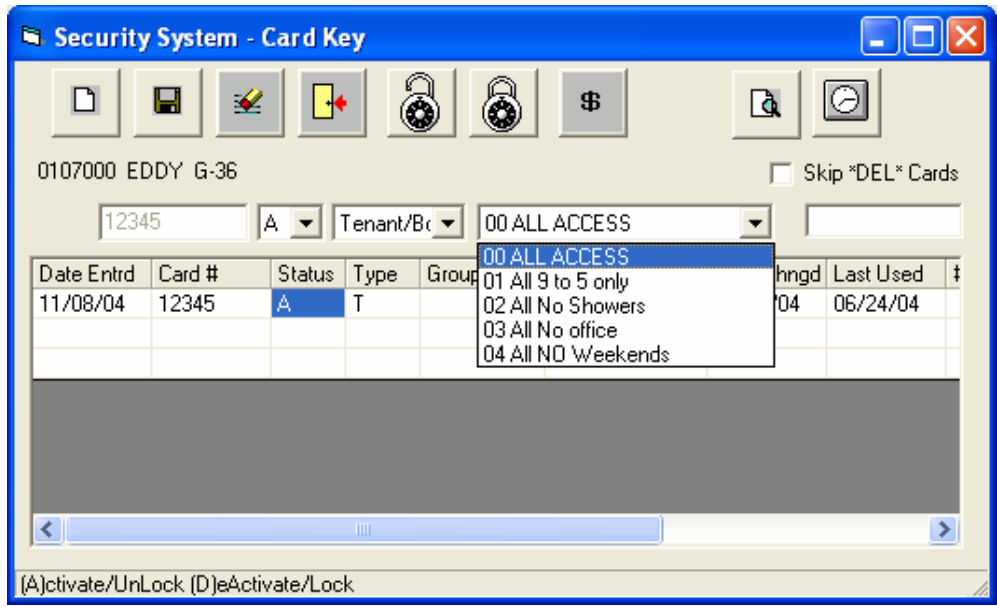 Security System - Card Key
$
0107000 EDDY G-36
Skip *DEL* Cards
12345 A Tenant/Bo 00 ALL ACCESS
00 ALL ACCESS
01 All 9 to 5 only
02 All No Showers
03 All No office
04 All NO Weekends
Date Entrd Card # Status Type Group hngd Last Used #
11/08/04 12345 A T /04 06/24/04
(A)ctivate/UnLock (D)eActivate/Lock